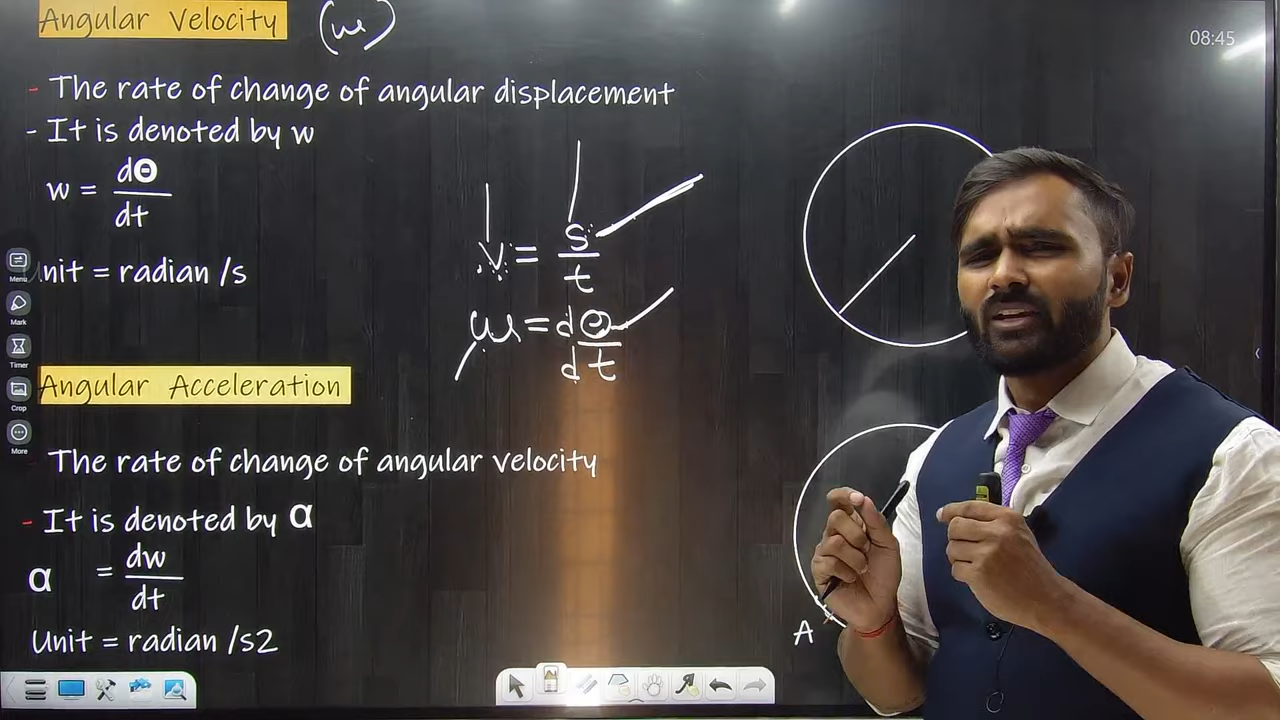 Angular Velocity (ω)
08:45
- The rate of change of angular displacement
- It is denoted by w
w = dΘ
dt
v = s
t
Unit = radian /s
ω = dθ
dt
Menu
Mark
Timer
Crop
More
Angular Acceleration
The rate of change of angular velocity
- It is denoted by α
α = dw
dt
Unit = radian /s2
A